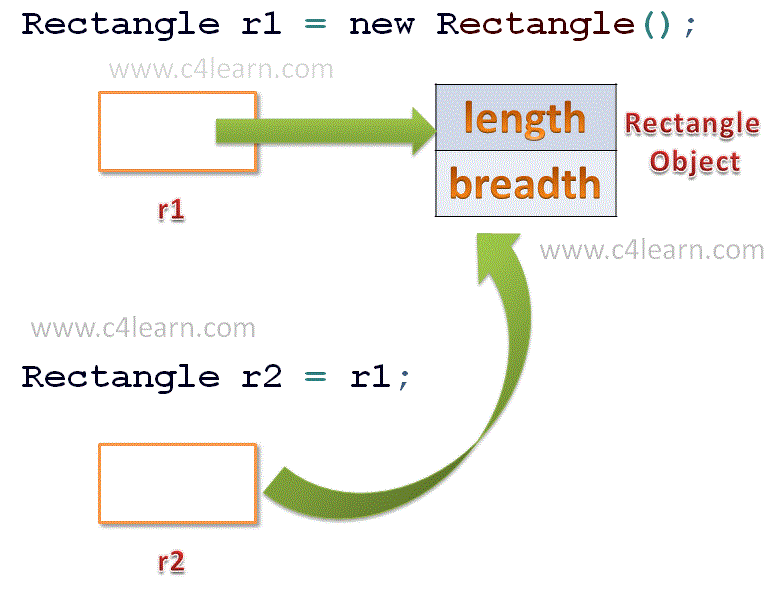 Rectangle r1 = new Rectangle();
www.c4learn.com
length
breadth
Rectangle
Object
r1
www.c4learn.com
www.c4learn.com
Rectangle r2 = r1;
r2